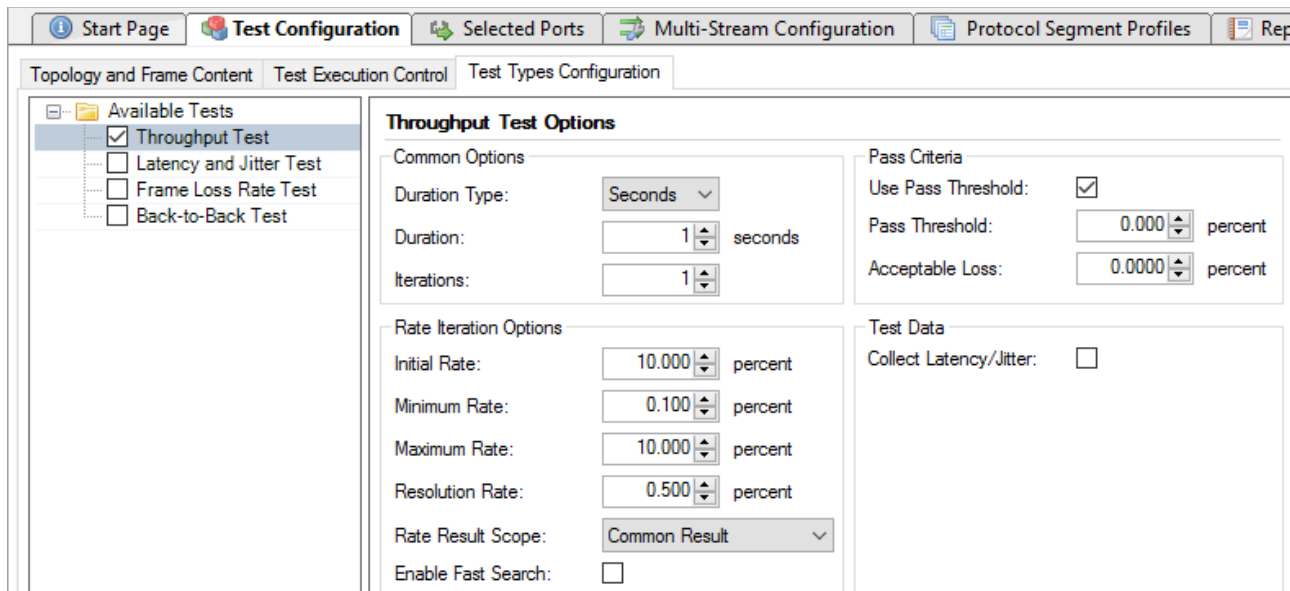 Start Page Test Configuration Selected Ports Multi-Stream Configuration Protocol Segment Profiles Rep
Topology and Frame Content Test Execution Control Test Types Configuration
Available Tests
Throughput Test
Latency and Jitter Test
Frame Loss Rate Test
Back-to-Back Test
Throughput Test Options
Common Options
Duration Type: Seconds
Duration: 1 seconds
Iterations: 1
Pass Criteria
Use Pass Threshold:
Pass Threshold: 0.000 percent
Acceptable Loss: 0.0000 percent
Rate Iteration Options
Initial Rate: 10.000 percent
Minimum Rate: 0.100 percent
Maximum Rate: 10.000 percent
Resolution Rate: 0.500 percent
Rate Result Scope: Common Result
Enable Fast Search:
Test Data
Collect Latency/Jitter: